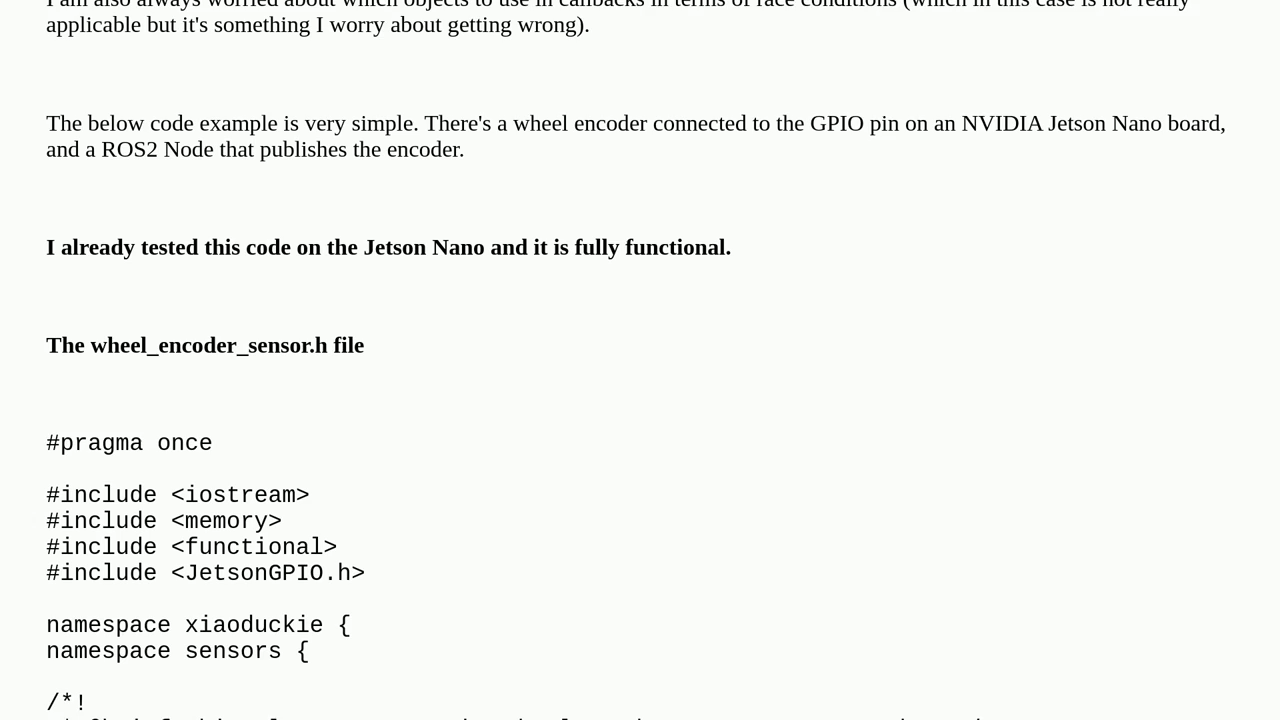 applicable but it's something I worry about getting wrong).
The below code example is very simple. There's a wheel encoder connected to the GPIO pin on an NVIDIA Jetson Nano board,
and a ROS2 Node that publishes the encoder.
I already tested this code on the Jetson Nano and it is fully functional.
The wheel_encoder_sensor.h file
#pragma once
#include <iostream>
#include <memory>
#include <functional>
#include <JetsonGPIO.h>
namespace xiaoduckie {
namespace sensors {
/*!